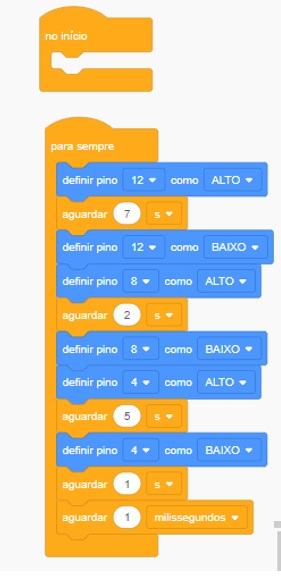 no início
para sempre
definir pino 12 como ALTO
aguardar 7 s
definir pino 12 como BAIXO
definir pino 8 como ALTO
aguardar 2 s
definir pino 8 como BAIXO
definir pino 4 como ALTO
aguardar 5 s
definir pino 4 como BAIXO
aguardar 1 s
aguardar 1 milissegundos